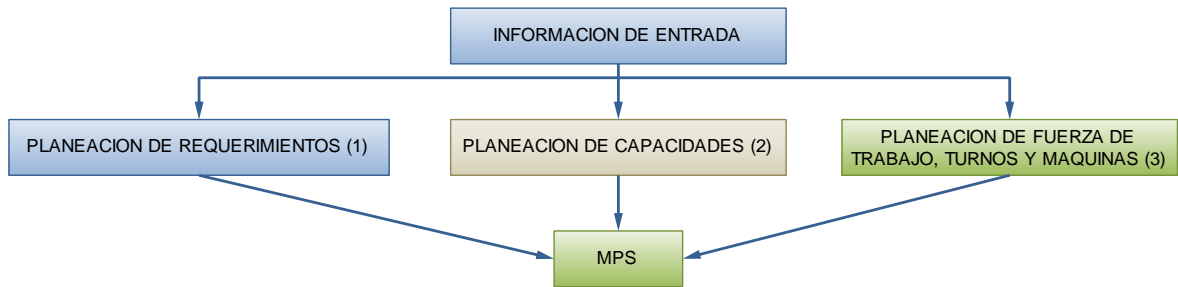 INFORMACION DE ENTRADA
PLANEACION DE REQUERIMIENTOS (1)
PLANEACION DE CAPACIDADES (2)
PLANEACION DE FUERZA DE
TRABAJO, TURNOS Y MAQUINAS (3)
MPS